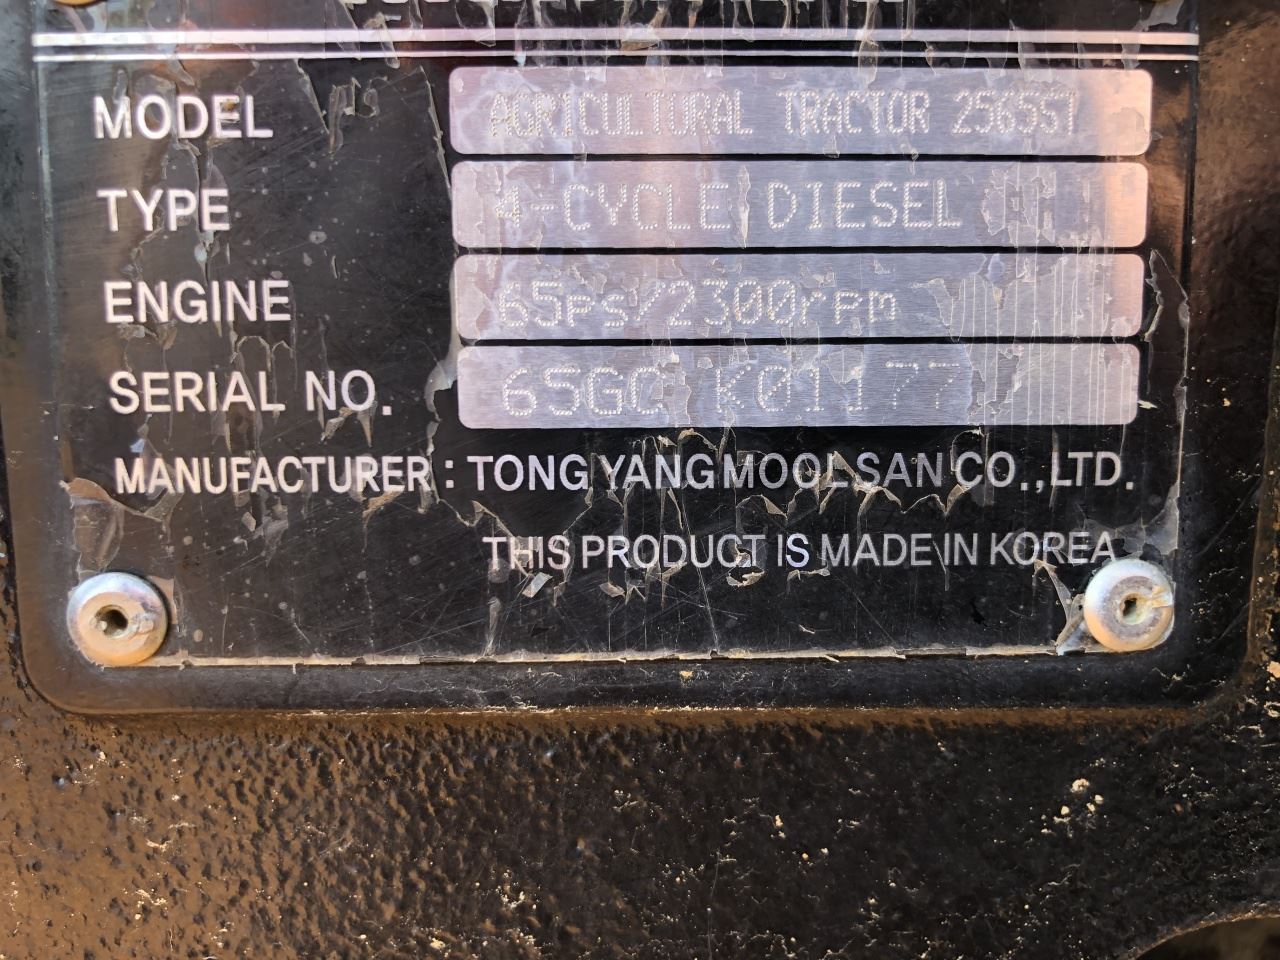 MODEL AGRICULTURAL TRACTOR 2565ST
TYPE 4-CYCLE DIESEL
ENGINE 65ps/2300rpm
SERIAL NO. 65GC K01177
MANUFACTURER : TONG YANG MOOLSAN CO.,LTD.
THIS PRODUCT IS MADE IN KOREA